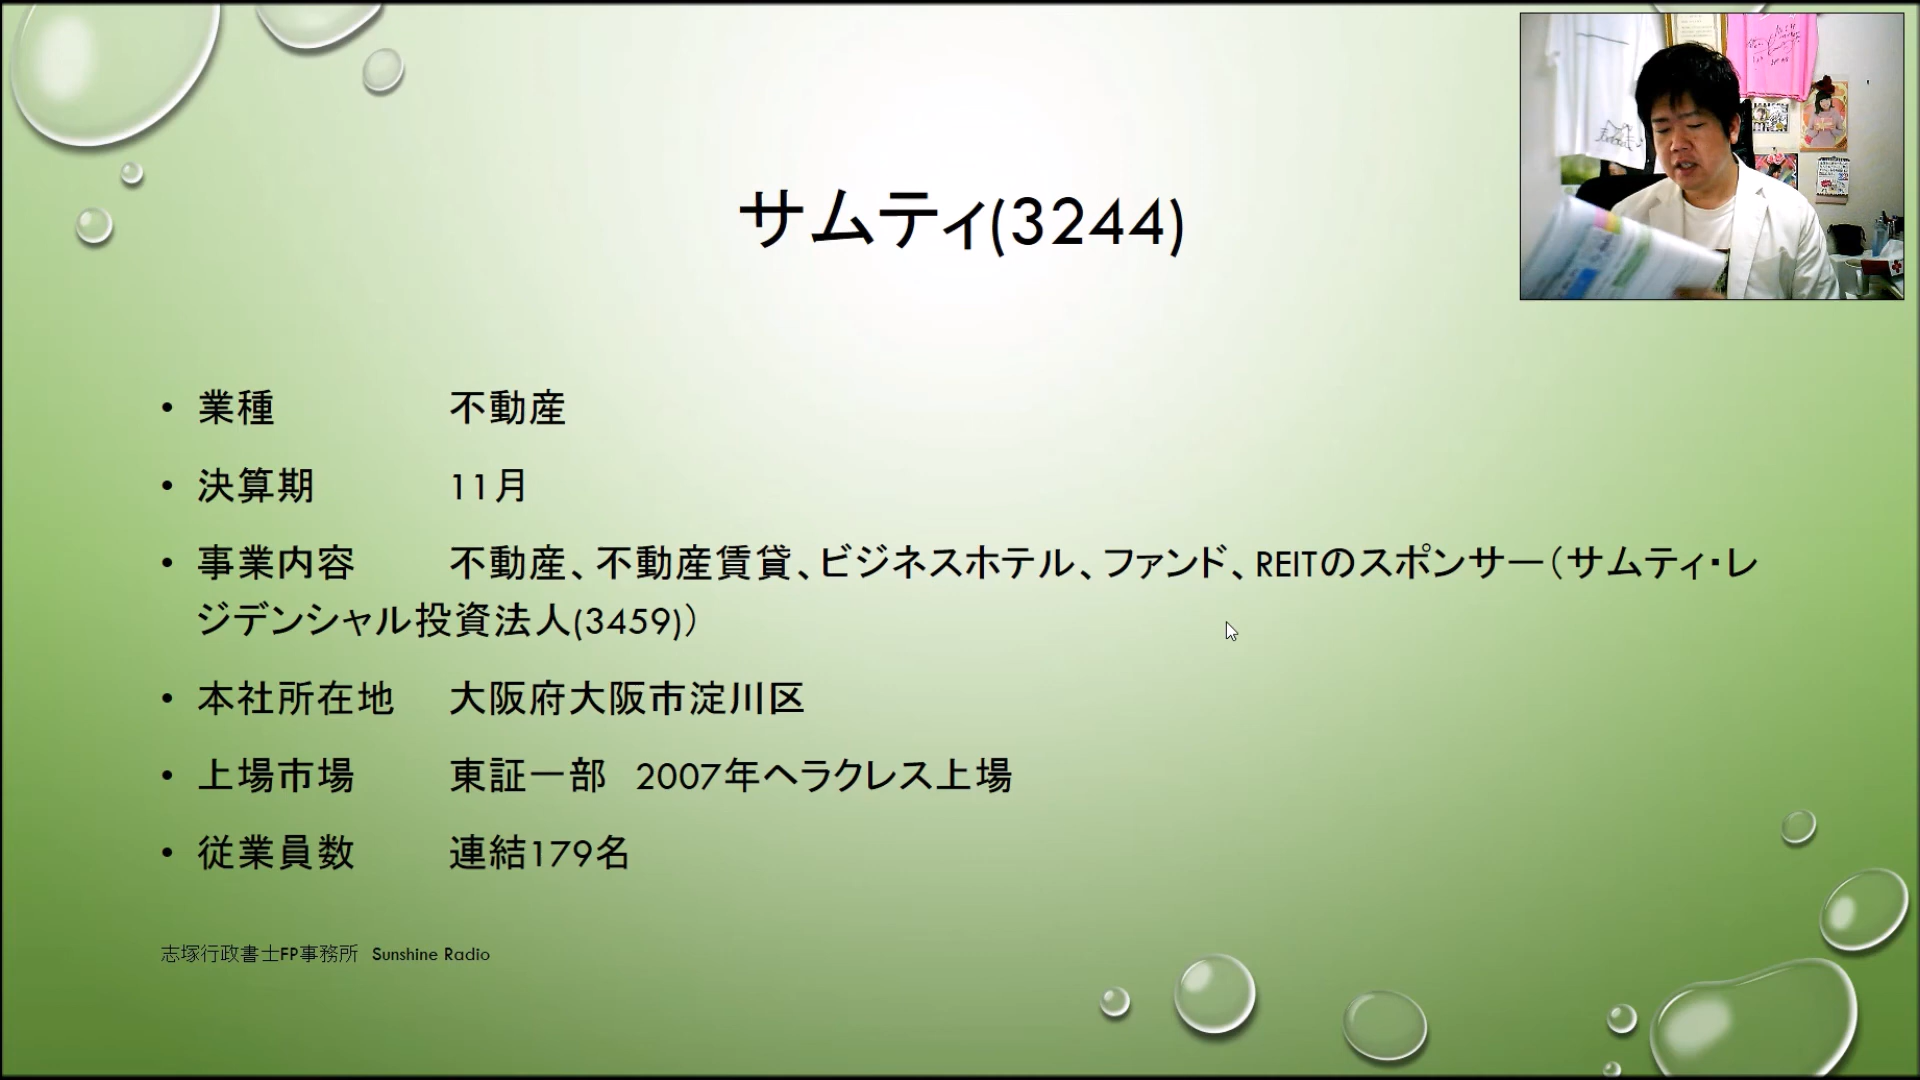 サムティ(3244)
• 業種 不動産
• 決算期 11月
• 事業内容 不動産、不動産賃貸、ビジネスホテル、ファンド、REITのスポンサー（サムティ・レ
ジデンシャル投資法人(3459)）
• 本社所在地 大阪府大阪市淀川区
• 上場市場 東証一部 2007年ヘラクレス上場
• 従業員数 連結179名
志塚行政書士FP事務所 Sunshine Radio